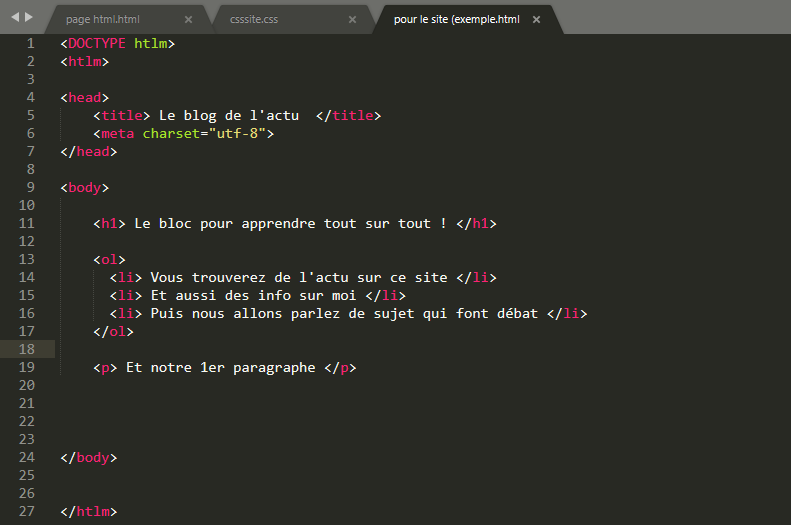 page html.html × csssite.css × pour le site (exemple.html ×
1 <DOCTYPE htlm>
2 <htlm>
3
4 <head>
5 <title> Le blog de l'actu  </title>
6 <meta charset="utf-8">
7 </head>
8
9 <body>
10
11 <h1> Le bloc pour apprendre tout sur tout ! </h1>
12
13 <ol>
14 <li> Vous trouverez de l'actu sur ce site </li>
15 <li> Et aussi des info sur moi </li>
16 <li> Puis nous allons parlez de sujet qui font débat </li>
17 </ol>
18
19 <p> Et notre 1er paragraphe </p>
20
21
22
23
24 </body>
25
26
27 </htlm>